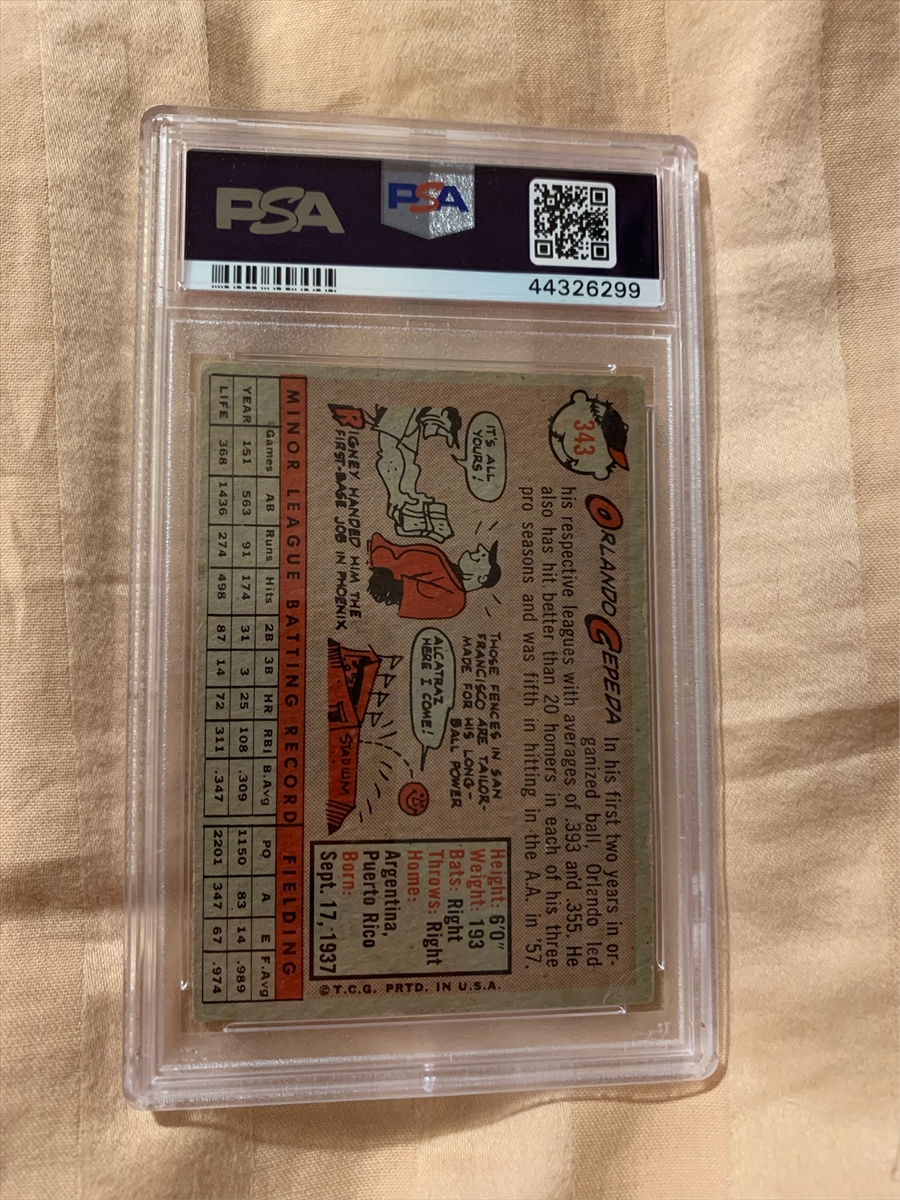 PSA
PSA
44326299
343
ORLANDO CEPEDA In his first two years in or-
ganized ball, Orlando led
his respective leagues with averages of .393 and .355. He
also has hit better than 20 homers in each of his three
pro seasons and was fifth in hitting in the A.A. in '57.
IT'S ALL
YOURS!
RIGNEY HANDED HIM THE
FIRST-BASE JOB IN PHOENIX
THOSE FENCES IN SAN
FRANCISCO ARE TAILOR-
MADE FOR HIS LONG-
BALL POWER
ALCATRAZ
HERE I COME!
STADIUM
Height: 6'0"
Weight: 193
Bats: Right
Throws: Right
Home:
Argentina,
Puerto Rico
Born:
Sept. 17, 1937
© T.C.G. PRTD. IN U.S.A.
MINOR LEAGUE BATTING RECORD FIELDING
Games AB Runs Hits 2B 3B HR RBI B.Avg PO A E F.Avg
YEAR 151 563 91 174 31 3 25 108 .309 1150 83 14 .989
LIFE 368 1436 274 498 87 14 72 311 .347 2201 347 67 .974